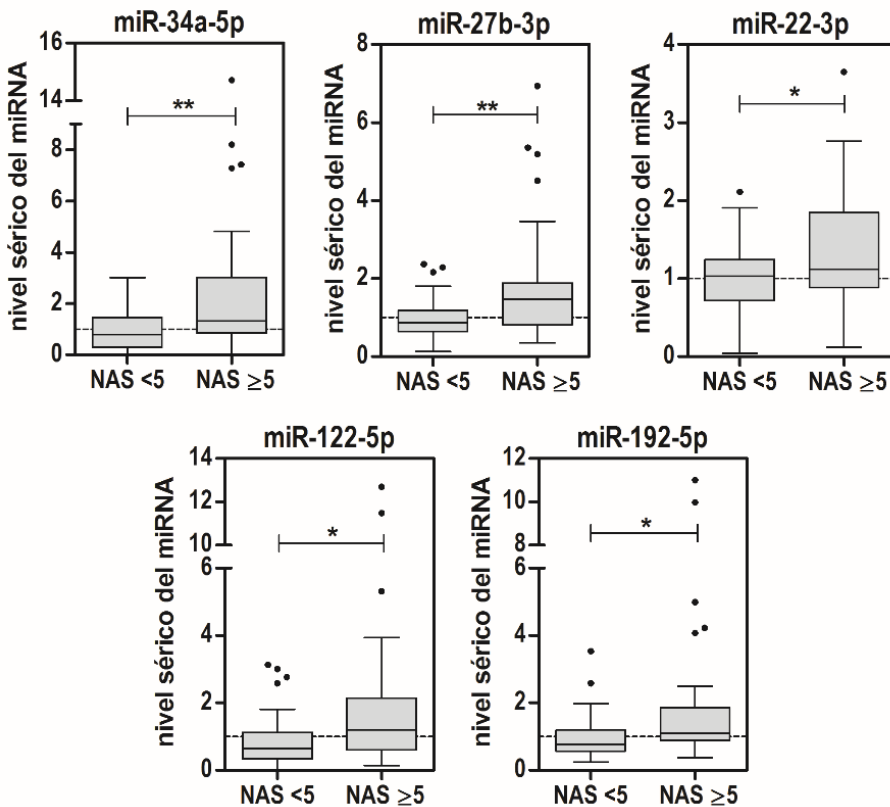 miR-34a-5p
nivel sérico del miRNA
16
14
8
6
4
2
0
**
NAS <5
NAS ≥5
miR-27b-3p
nivel sérico del miRNA
8
6
4
2
0
**
NAS <5
NAS ≥5
miR-22-3p
nivel sérico del miRNA
4
3
2
1
0
*
NAS <5
NAS ≥5
miR-122-5p
nivel sérico del miRNA
14
12
10
6
4
2
0
*
NAS <5
NAS ≥5
miR-192-5p
nivel sérico del miRNA
12
10
8
6
4
2
0
*
NAS <5
NAS ≥5